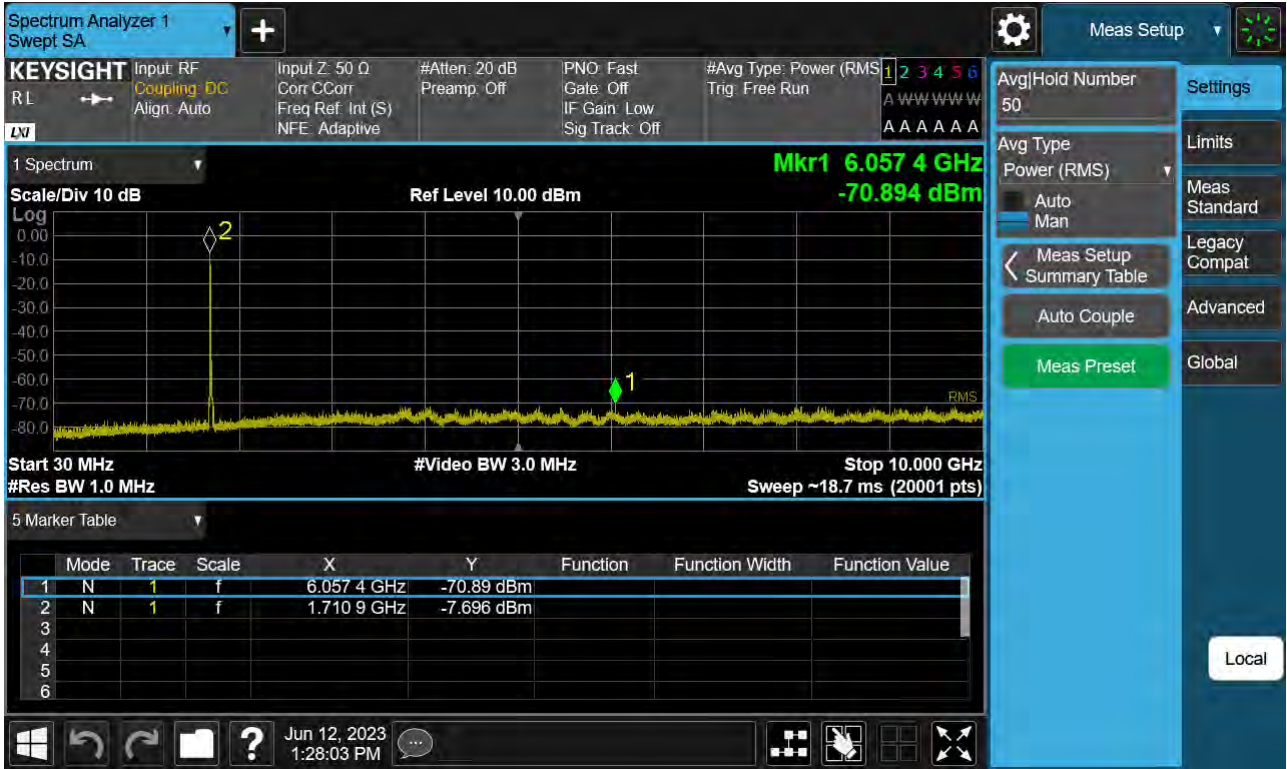 Spectrum Analyzer 1
Swept SA
Meas Setup
KEYSIGHT
R L
LXI
Input: RF
Coupling: DC
Align: Auto
Input Z: 50 Ω
Corr CCorr
Freq Ref: Int (S)
NFE: Adaptive
#Atten: 20 dB
Preamp: Off
PNO: Fast
Gate: Off
IF Gain: Low
Sig Track: Off
#Avg Type: Power (RMS
Trig: Free Run
1 2 3 4 5 6
A W W W W W
A A A A A A
1 Spectrum
Scale/Div 10 dB
Ref Level 10.00 dBm
Mkr1 6.057 4 GHz
-70.894 dBm
Log
0.00
-10.0
-20.0
-30.0
-40.0
-50.0
-60.0
-70.0
-80.0
2
1
RMS
Start 30 MHz
#Video BW 3.0 MHz
Stop 10.000 GHz
#Res BW 1.0 MHz
Sweep ~18.7 ms (20001 pts)
5 Marker Table
Mode Trace Scale X Y Function Function Width Function Value
1 N 1 f 6.057 4 GHz -70.89 dBm
2 N 1 f 1.710 9 GHz -7.696 dBm
3
4
5
6
Avg|Hold Number
50
Avg Type
Power (RMS)
Auto
Man
Meas Setup
Summary Table
Auto Couple
Meas Preset
Settings
Limits
Meas
Standard
Legacy
Compat
Advanced
Global
Local
?
Jun 12, 2023
1:28:03 PM